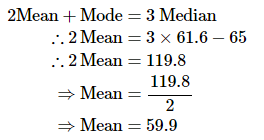 2Mean + Mode = 3 Median
∴ 2 Mean = 3 × 61.6 − 65
∴ 2 Mean = 119.8
⇒ Mean = 119.8/2
⇒ Mean = 59.9